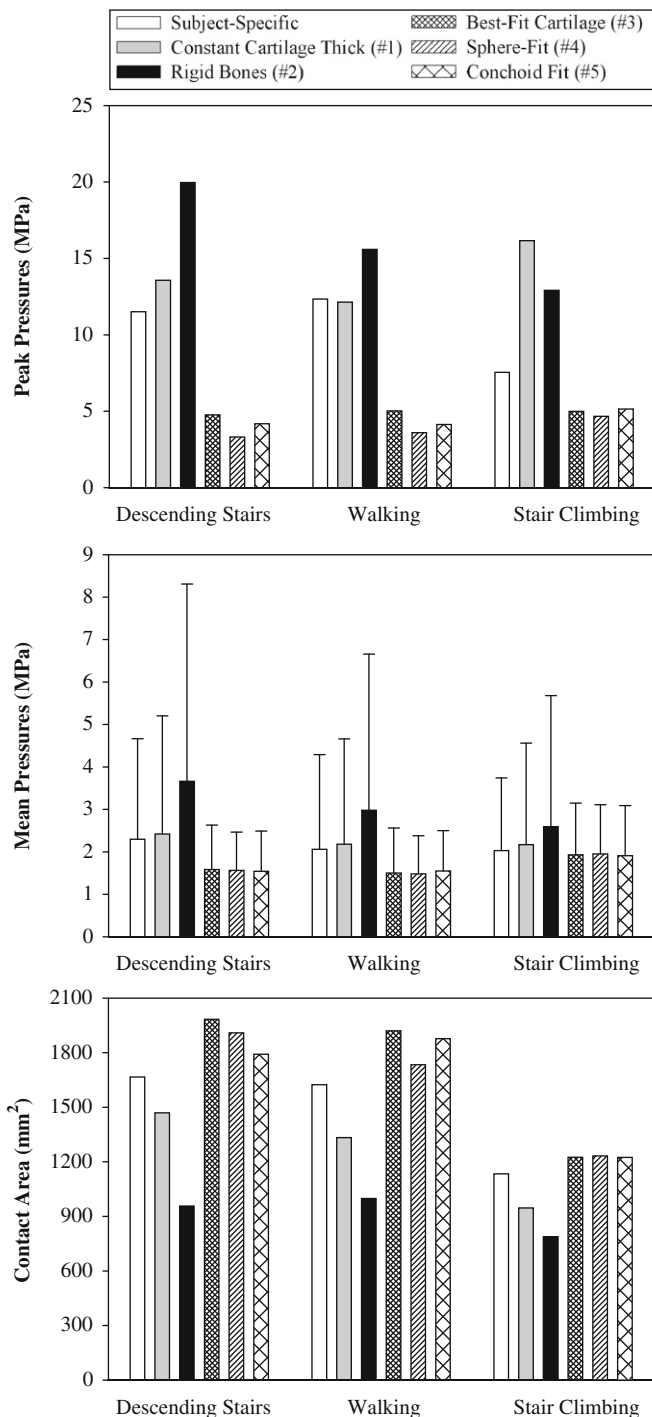 Subject-Specific
Constant Cartilage Thick (#1)
Rigid Bones (#2)
Best-Fit Cartilage (#3)
Sphere-Fit (#4)
Conchoid Fit (#5)
Peak Pressures (MPa)
25
20
15
10
5
0
Descending Stairs Walking Stair Climbing
Mean Pressures (MPa)
9
8
7
6
5
4
3
2
1
0
Descending Stairs Walking Stair Climbing
Contact Area (mm²)
2100
1800
1500
1200
900
600
300
0
Descending Stairs Walking Stair Climbing